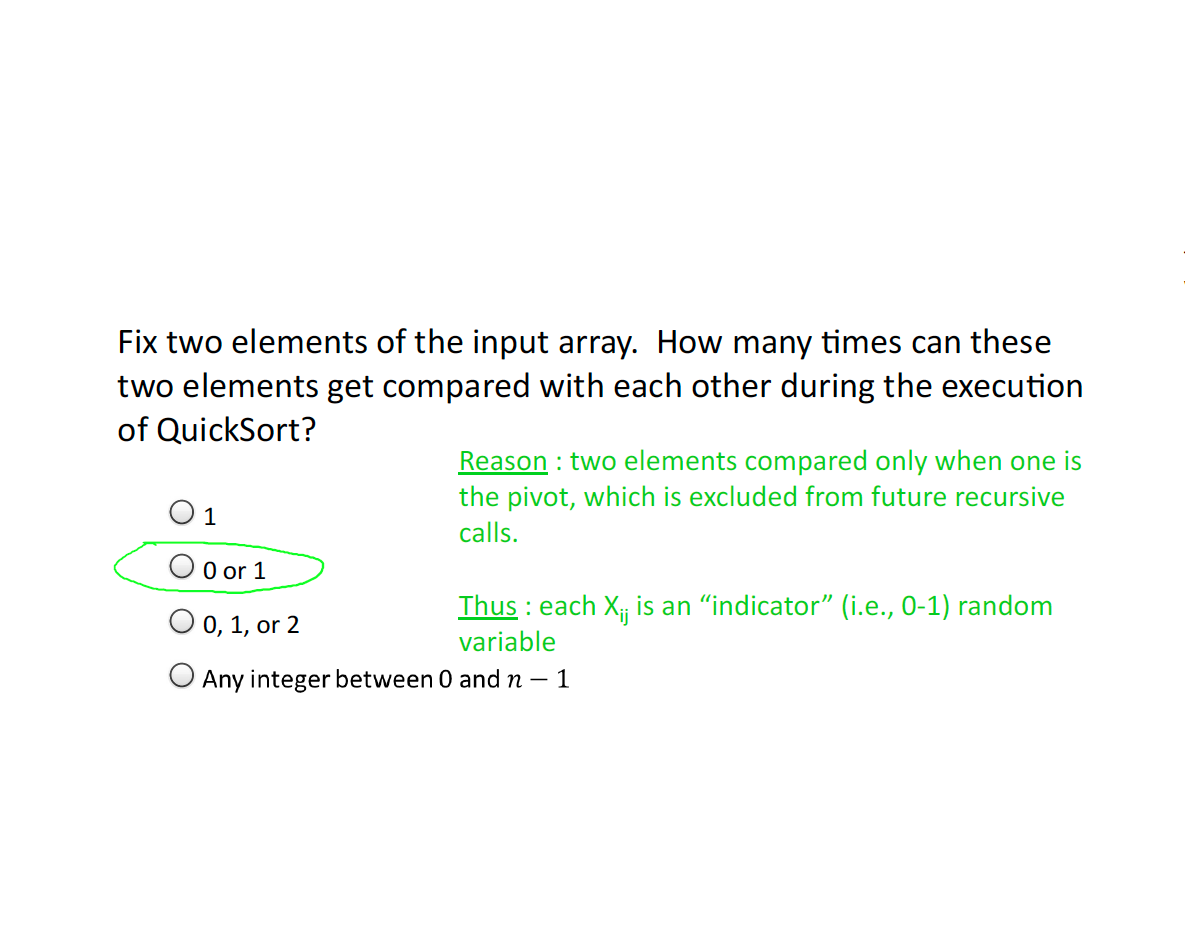 Fix two elements of the input array.  How many times can these
two elements get compared with each other during the execution
of QuickSort?
Reason : two elements compared only when one is
the pivot, which is excluded from future recursive
calls.
1
0 or 1
0, 1, or 2
Any integer between 0 and n − 1
Thus : each Xij is an “indicator” (i.e., 0-1) random
variable